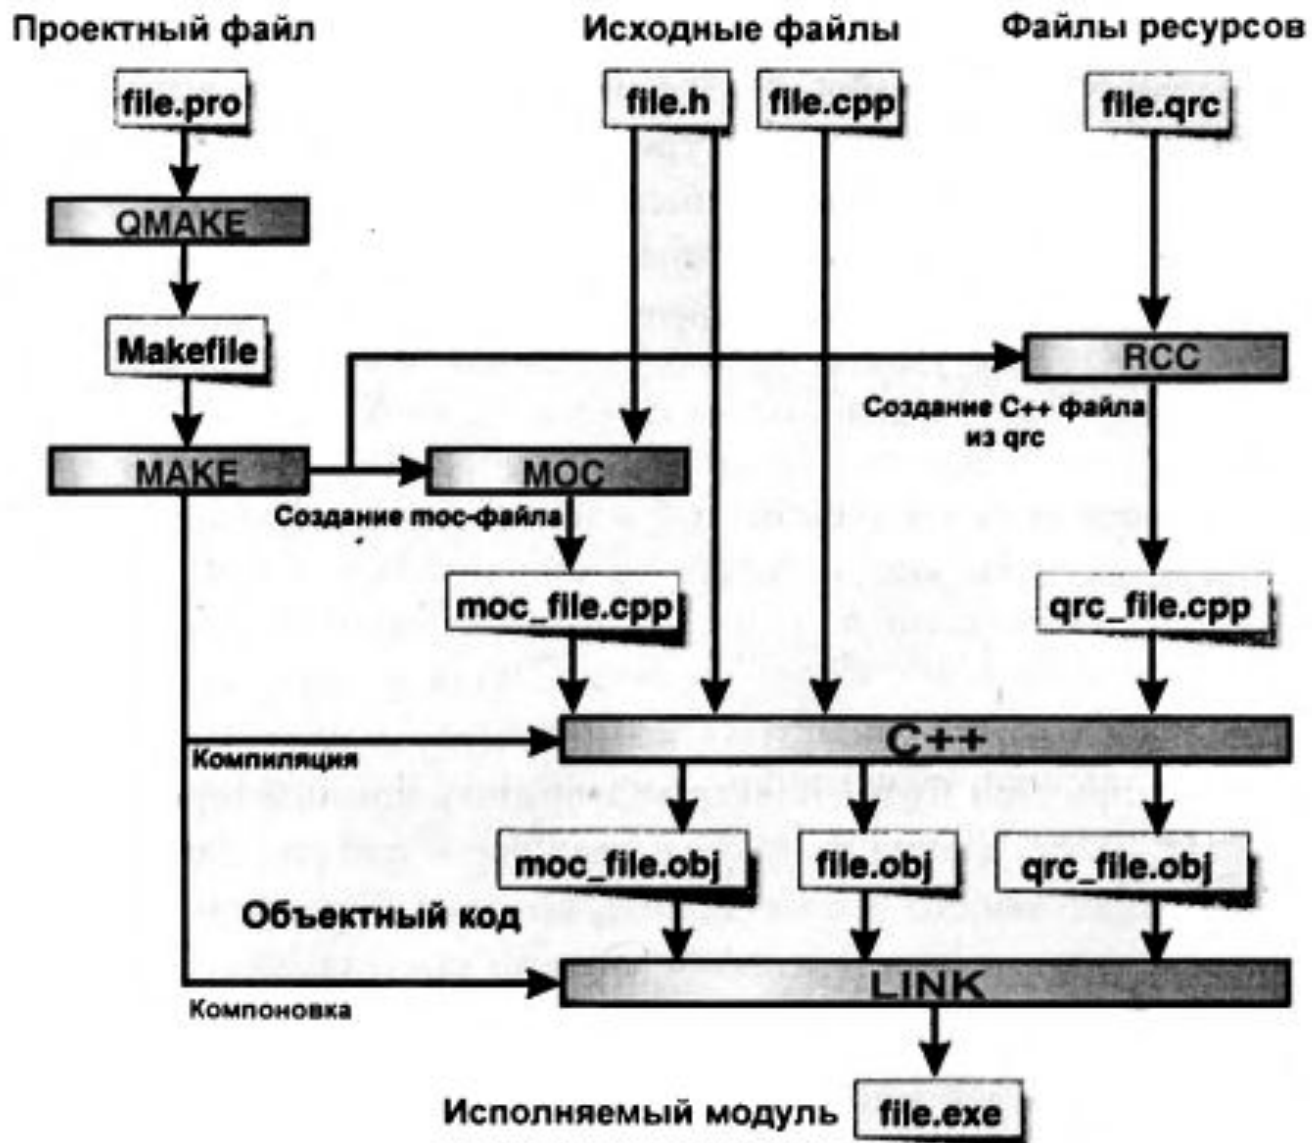 Проектный файл
Исходные файлы
Файлы ресурсов
file.pro
file.h
file.cpp
file.qrc
QMAKE
Makefile
RCC
Создание C++ файла
из qrc
MAKE
MOC
Создание moc-файла
moc_file.cpp
qrc_file.cpp
C++
Компиляция
moc_file.obj
file.obj
qrc_file.obj
Объектный код
LINK
Компоновка
Исполняемый модуль
file.exe